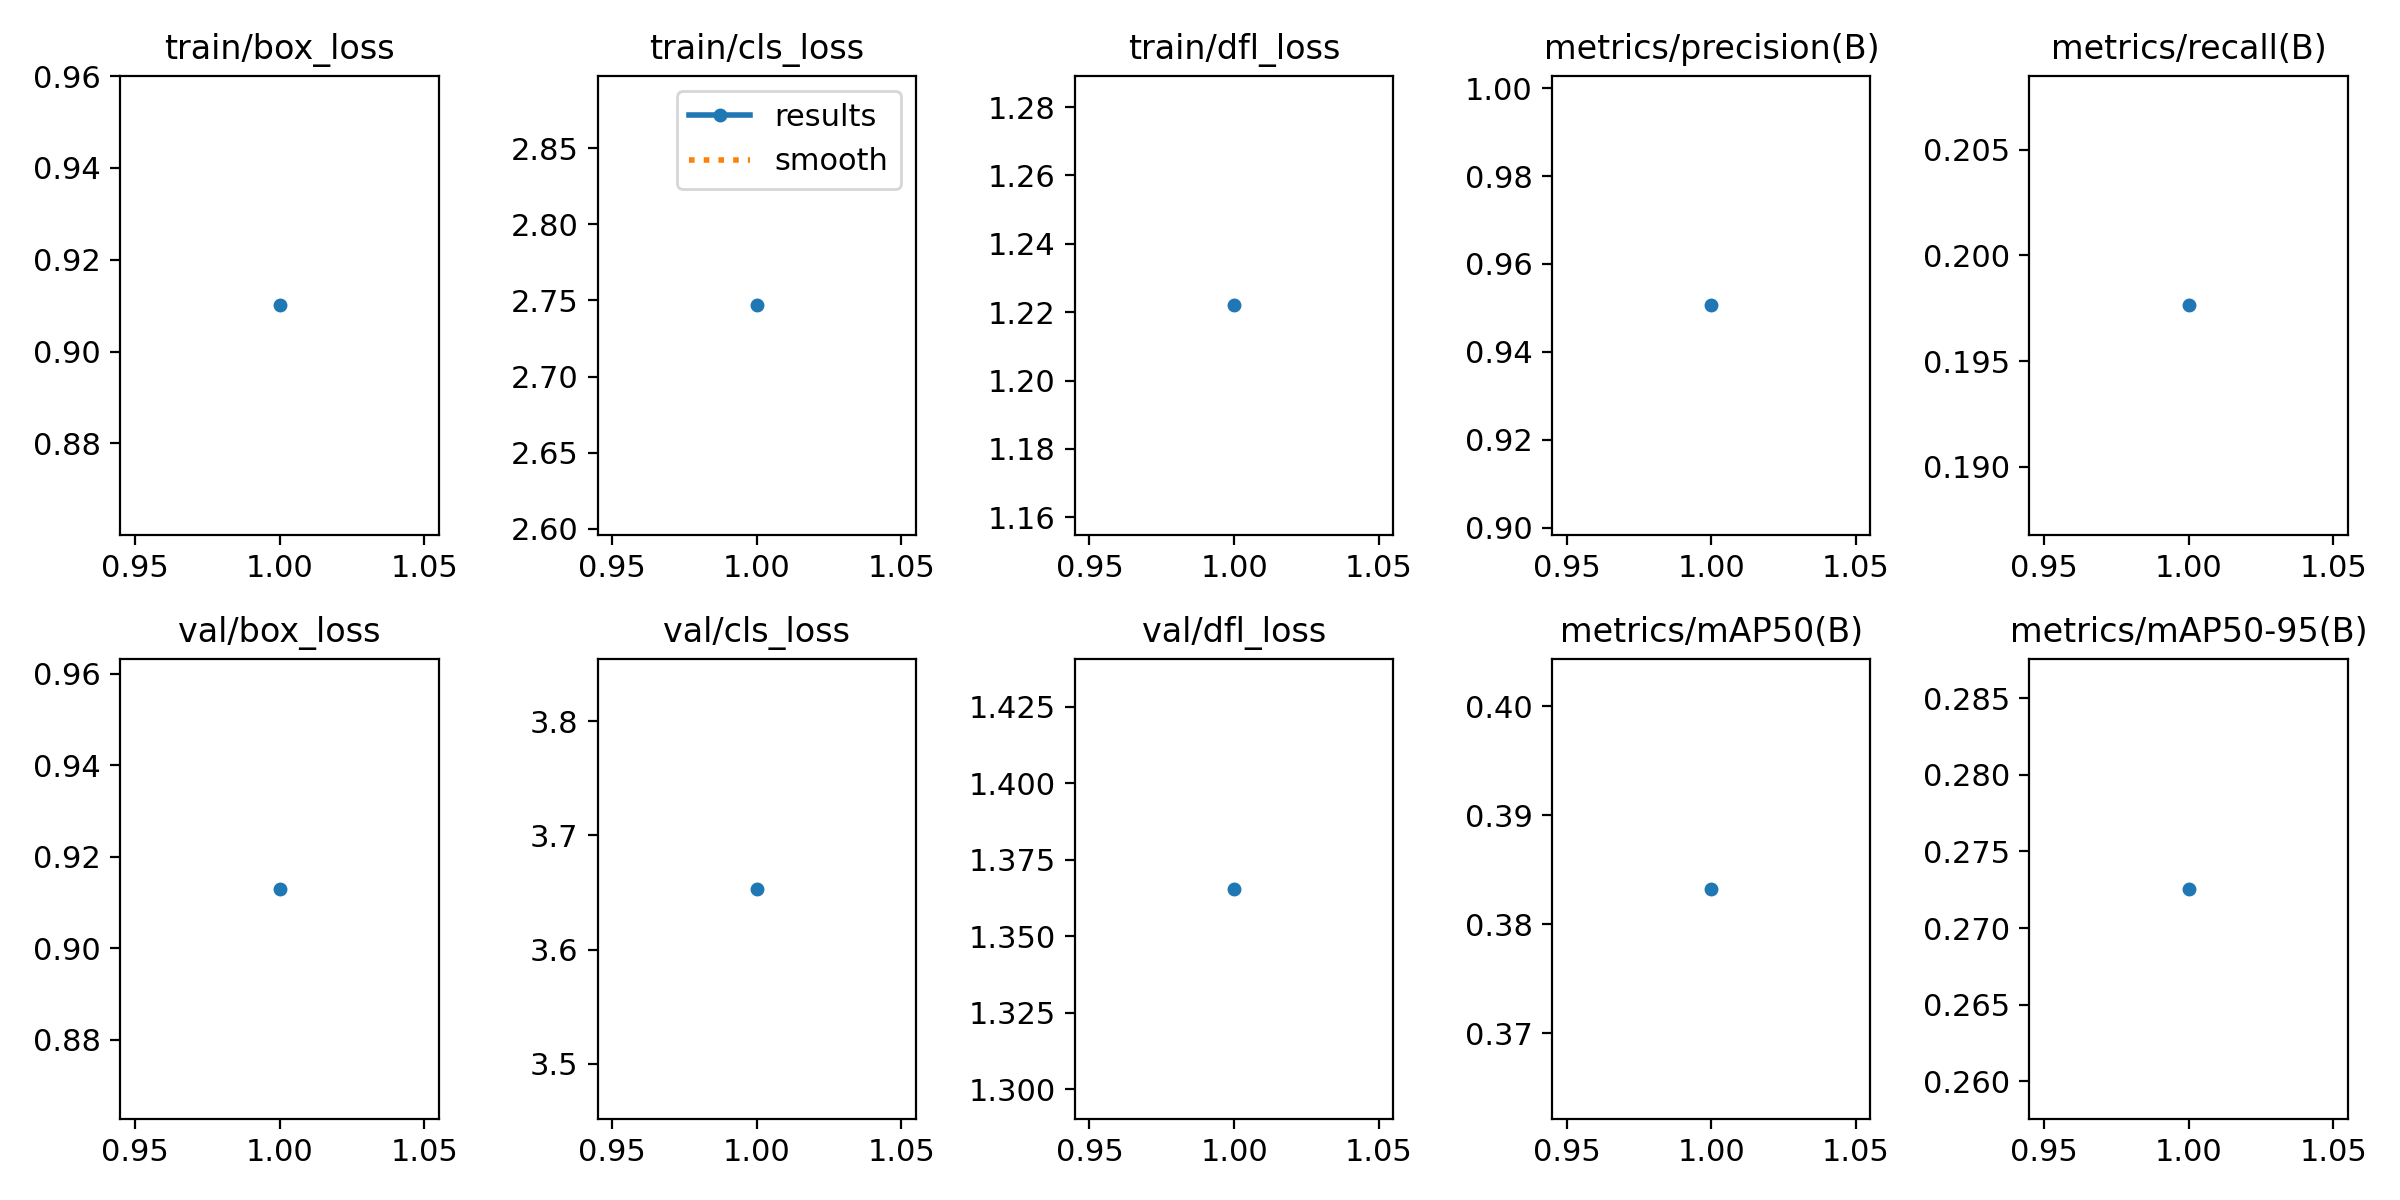 train/box_loss
0.96
0.94
0.92
0.90
0.88
0.95 1.00 1.05
train/cls_loss
results
smooth
2.85
2.80
2.75
2.70
2.65
2.60
0.95 1.00 1.05
train/dfl_loss
1.28
1.26
1.24
1.22
1.20
1.18
1.16
0.95 1.00 1.05
metrics/precision(B)
1.00
0.98
0.96
0.94
0.92
0.90
0.95 1.00 1.05
metrics/recall(B)
0.205
0.200
0.195
0.190
0.95 1.00 1.05
val/box_loss
0.96
0.94
0.92
0.90
0.88
0.95 1.00 1.05
val/cls_loss
3.8
3.7
3.6
3.5
0.95 1.00 1.05
val/dfl_loss
1.425
1.400
1.375
1.350
1.325
1.300
0.95 1.00 1.05
metrics/mAP50(B)
0.40
0.39
0.38
0.37
0.95 1.00 1.05
metrics/mAP50-95(B)
0.285
0.280
0.275
0.270
0.265
0.260
0.95 1.00 1.05